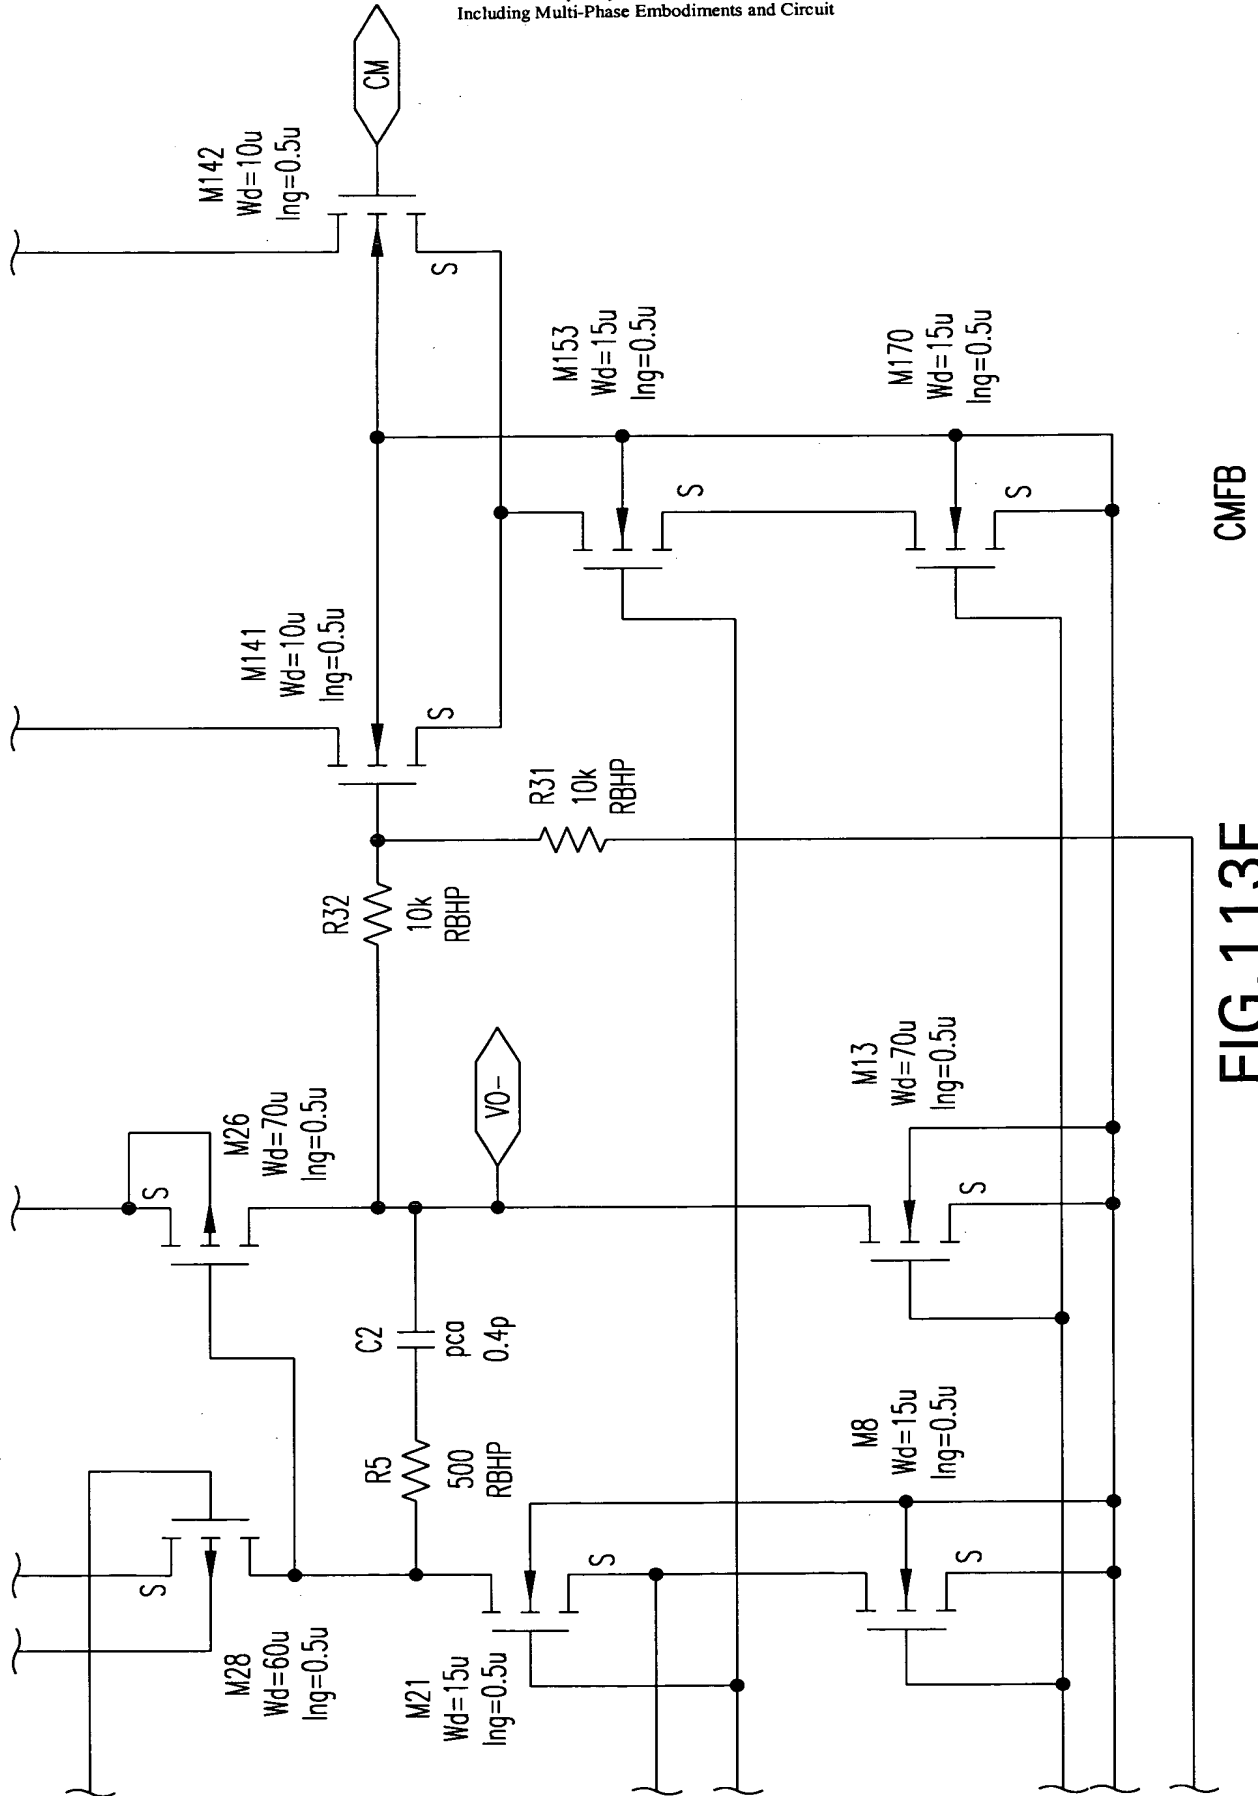 Including Multi-Phase Embodiments and Circuit
CM
M142
Wd=10u
lng=0.5u
S
M141
Wd=10u
lng=0.5u
S
M153
Wd=15u
lng=0.5u
S
M170
Wd=15u
lng=0.5u
S
R31
10k
RBHP
R32
10k
RBHP
M26
Wd=70u
lng=0.5u
S
VO-
M13
Wd=70u
lng=0.5u
S
C2
pca
0.4p
R5
500
RBHP
M28
Wd=60u
lng=0.5u
S
M21
Wd=15u
lng=0.5u
S
M8
Wd=15u
lng=0.5u
S
CMFB